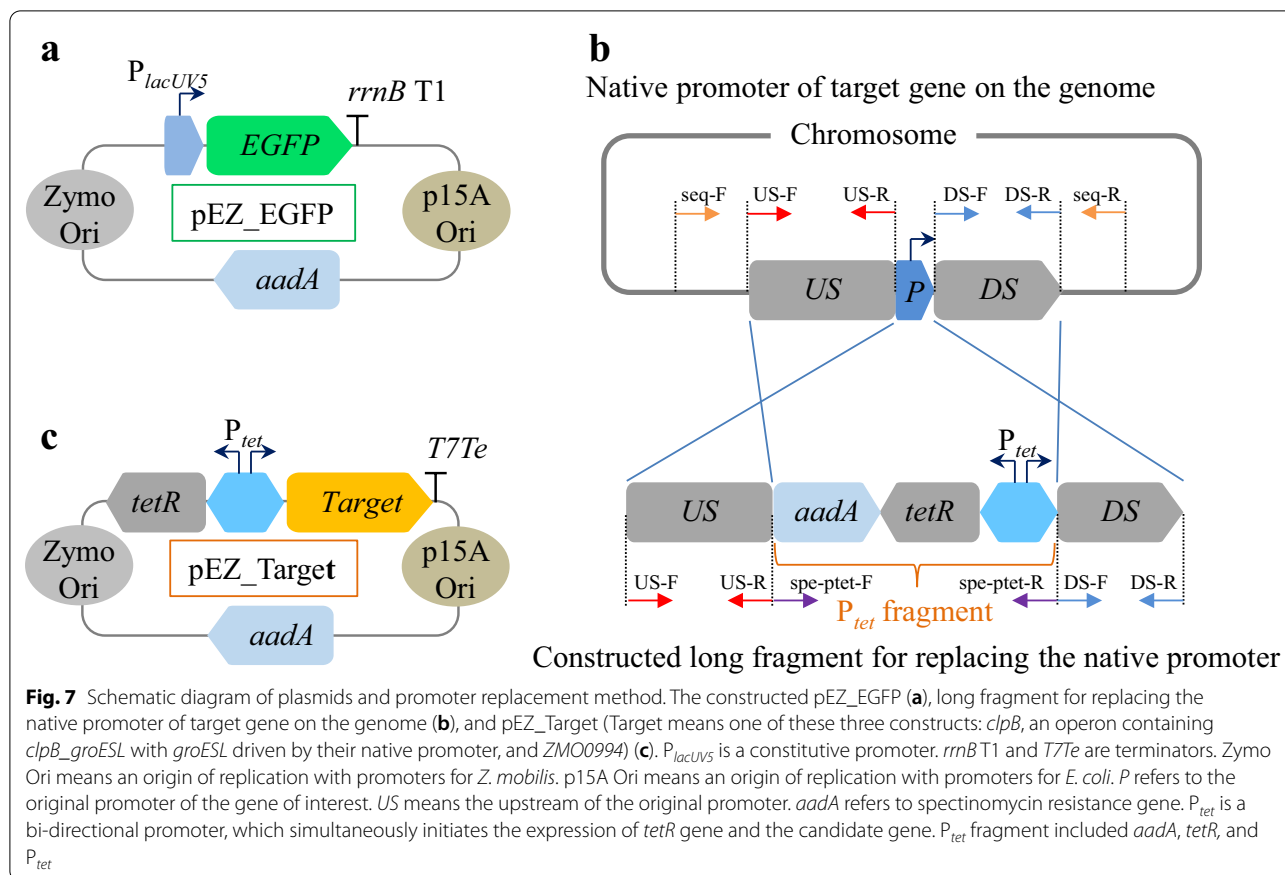 a
P_lacUV5
rrnB T1
EGFP
Zymo
Ori
pEZ_EGFP
p15A
Ori
aadA
b
Native promoter of target gene on the genome
Chromosome
seq-F US-F US-R DS-F DS-R seq-R
US P DS
c
P_tet
T7Te
tetR Target
Zymo
Ori
pEZ_Target
p15A
Ori
aadA
P_tet
US aadA tetR DS
US-F US-R spe-ptet-F spe-ptet-R DS-F DS-R
P_tet fragment
Constructed long fragment for replacing the native promoter
Fig. 7 Schematic diagram of plasmids and promoter replacement method. The constructed pEZ_EGFP (a), long fragment for replacing the
native promoter of target gene on the genome (b), and pEZ_Target (Target means one of these three constructs: clpB, an operon containing
clpB_groESL with groESL driven by their native promoter, and ZMO0994) (c). P_lacUV5 is a constitutive promoter. rrnB T1 and T7Te are terminators. Zymo
Ori means an origin of replication with promoters for Z. mobilis. p15A Ori means an origin of replication with promoters for E. coli. P refers to the
original promoter of the gene of interest. US means the upstream of the original promoter. aadA refers to spectinomycin resistance gene. P_tet is a
bi-directional promoter, which simultaneously initiates the expression of tetR gene and the candidate gene. P_tet fragment included aadA, tetR, and
P_tet